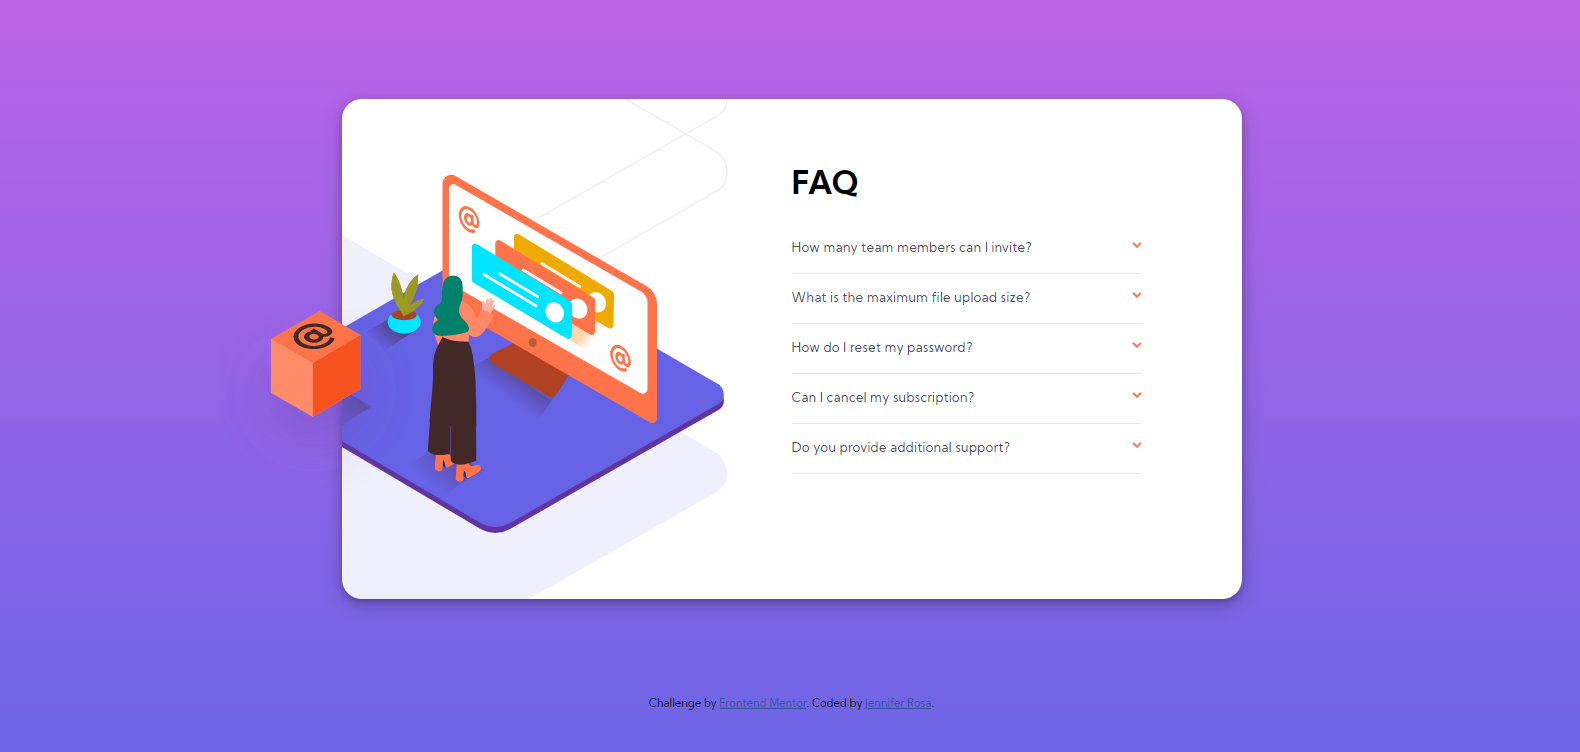 FAQ
How many team members can I invite?
What is the maximum file upload size?
How do I reset my password?
Can I cancel my subscription?
Do you provide additional support?
@
@
@
Challenge by Frontend Mentor. Coded by Jennifer Rosa.